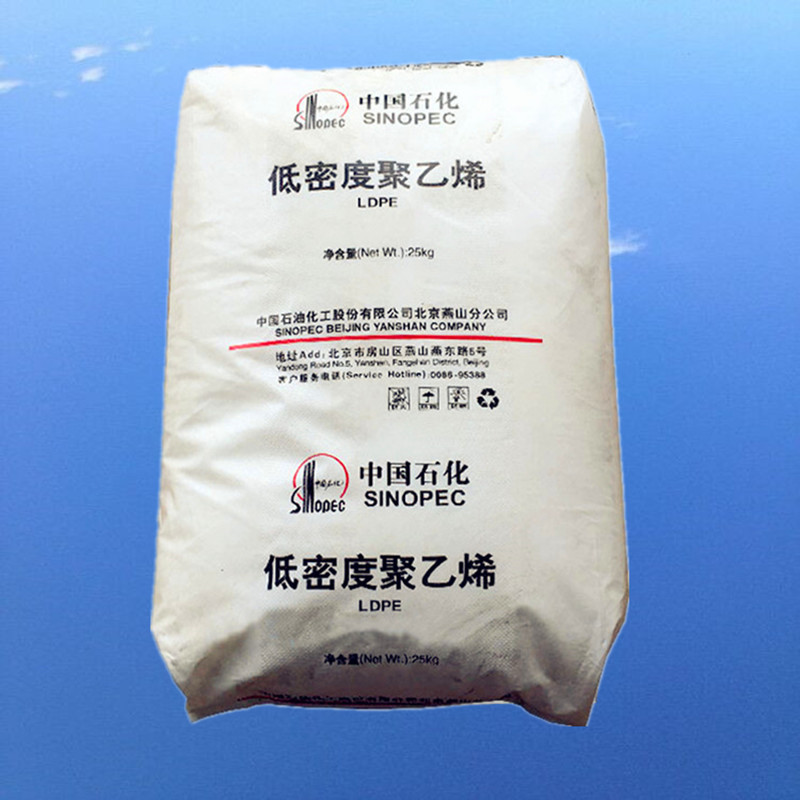 中国石化
SINOPEC
SINOPEC
低密度聚乙烯
LDPE
净含量(Net Wt.):25kg
中国石油化工股份有限公司北京燕山分公司
SINOPEC BEIJING YANSHAN COMPANY
地址Add: 北京市房山区燕山燕东路5号
Yandong Road No.5, Yanshan, Fangshan District, Beijing
客户服务电话(Service Hotline):0086-95388
中国石化
SINOPEC
SINOPEC
低密度聚乙烯
LDPE
净含量(Net Wt.):25kg